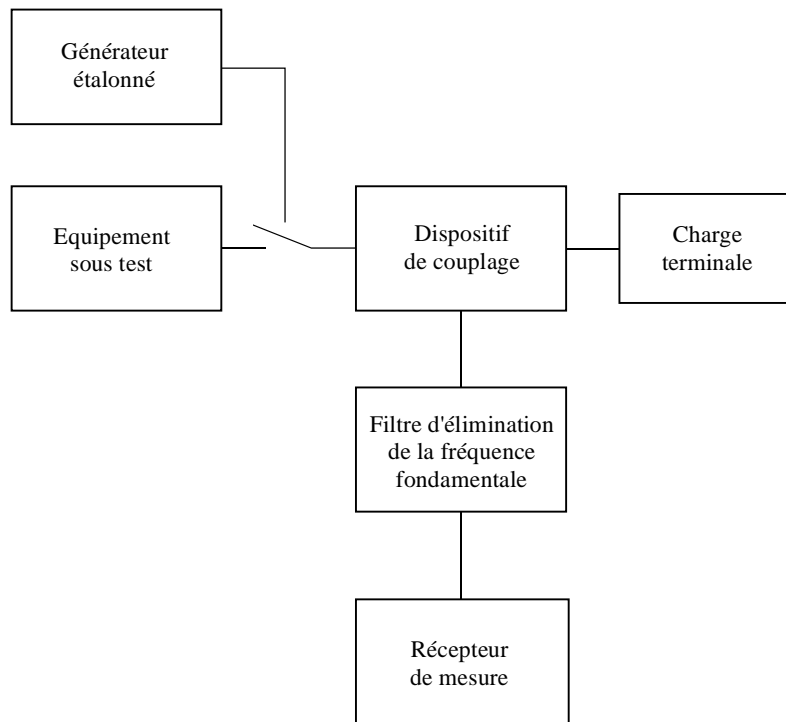 Générateur
étalonné
Equipement
sous test
Dispositif
de couplage
Charge
terminale
Filtre d'élimination
de la fréquence
fondamentale
Récepteur
de mesure